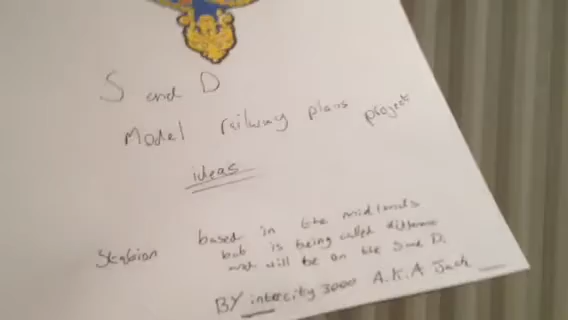 S and D
Model railway plans project
ideas
Station based in the midlands
but is being called different
and will be on the S and D.
BY intercity 3000 A.K.A Jack